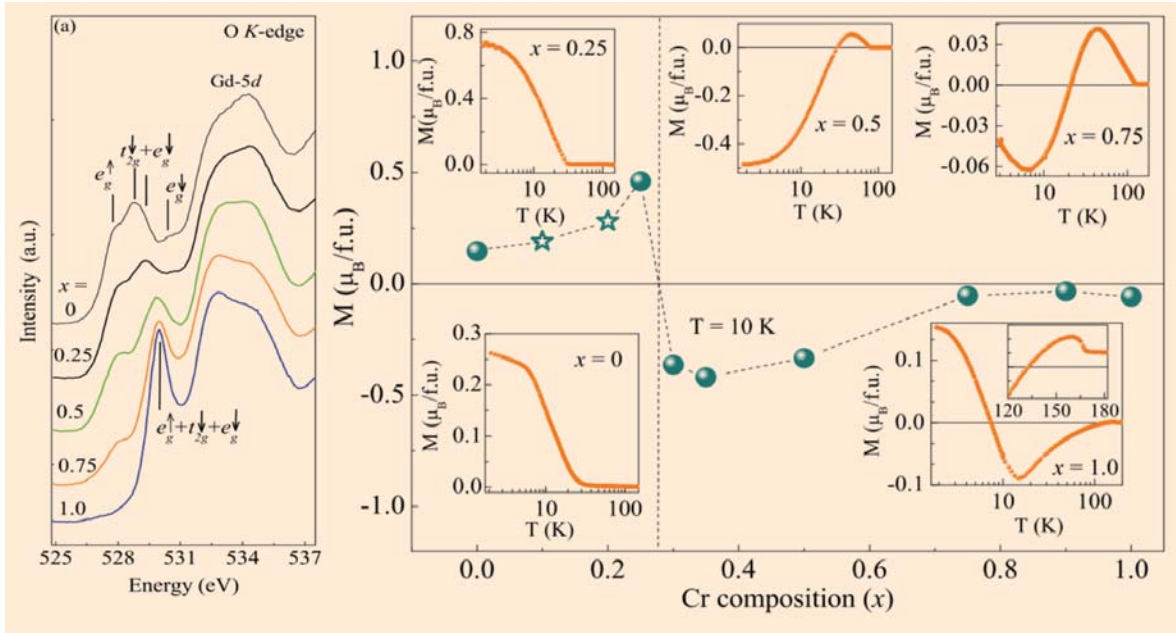 (a)
O K-edge
Gd-5d
e g ↑
t 2g ↓ + e g ↓
e g ↓
x =
0
0.25
0.5
0.75
1.0
e g ↑ + t 2g ↓ + e g ↓
Intensity (a.u.)
525 528 531 534 537
Energy (eV)
M (μB/f.u.)
1.0
0.5
0.0
-0.5
-1.0
0.0 0.2 0.4 0.6 0.8 1.0
Cr composition (x)
T = 10 K
M(μB/f.u.)
0.8
0.4
0.0
x = 0.25
10 100
T (K)
M (μB/f.u.)
0.0
-0.2
-0.4
x = 0.5
10 100
T (K)
M (μB/f.u.)
0.03
0.00
-0.03
-0.06
x = 0.75
10 100
T (K)
M (μB/f.u.)
0.3
0.2
0.1
0.0
x = 0
10 100
T (K)
M (μB/f.u.)
0.1
0.0
-0.1
120 150 182
x = 1.0
10 100
T (K)